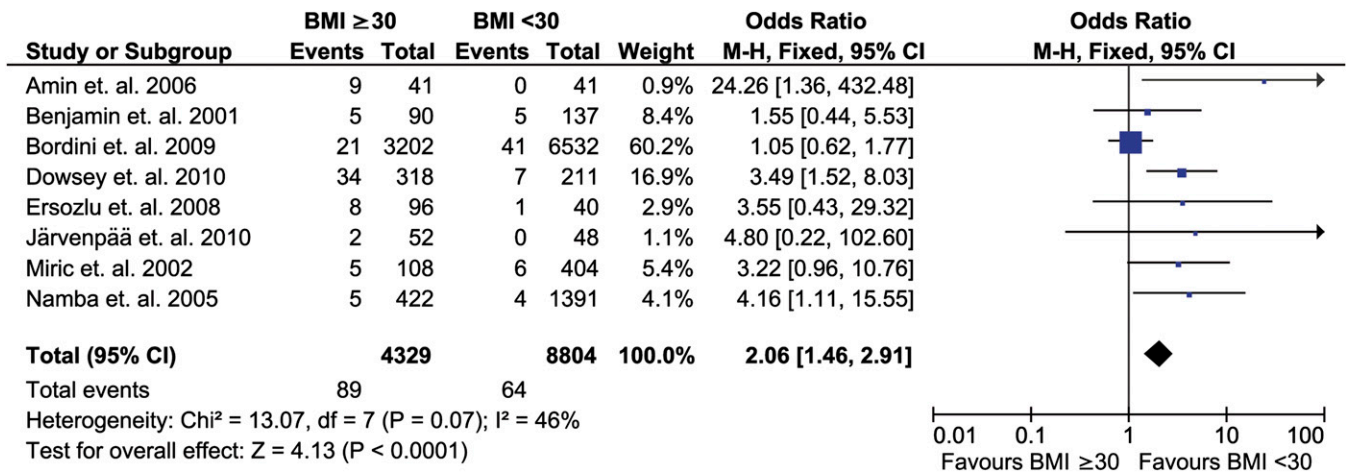 BMI ≥30 BMI <30 Odds Ratio Odds Ratio
Study or Subgroup Events Total Events Total Weight M-H, Fixed, 95% CI M-H, Fixed, 95% CI
Amin et. al. 2006 9 41 0 41 0.9% 24.26 [1.36, 432.48]
Benjamin et. al. 2001 5 90 5 137 8.4% 1.55 [0.44, 5.53]
Bordini et. al. 2009 21 3202 41 6532 60.2% 1.05 [0.62, 1.77]
Dowsey et. al. 2010 34 318 7 211 16.9% 3.49 [1.52, 8.03]
Ersozlu et. al. 2008 8 96 1 40 2.9% 3.55 [0.43, 29.32]
Järvenpää et. al. 2010 2 52 0 48 1.1% 4.80 [0.22, 102.60]
Miric et. al. 2002 5 108 6 404 5.4% 3.22 [0.96, 10.76]
Namba et. al. 2005 5 422 4 1391 4.1% 4.16 [1.11, 15.55]
Total (95% CI) 4329 8804 100.0% 2.06 [1.46, 2.91]
Total events 89 64
Heterogeneity: Chi² = 13.07, df = 7 (P = 0.07); I² = 46%
Test for overall effect: Z = 4.13 (P < 0.0001)
0.01 0.1 1 10 100
Favours BMI ≥30 Favours BMI <30